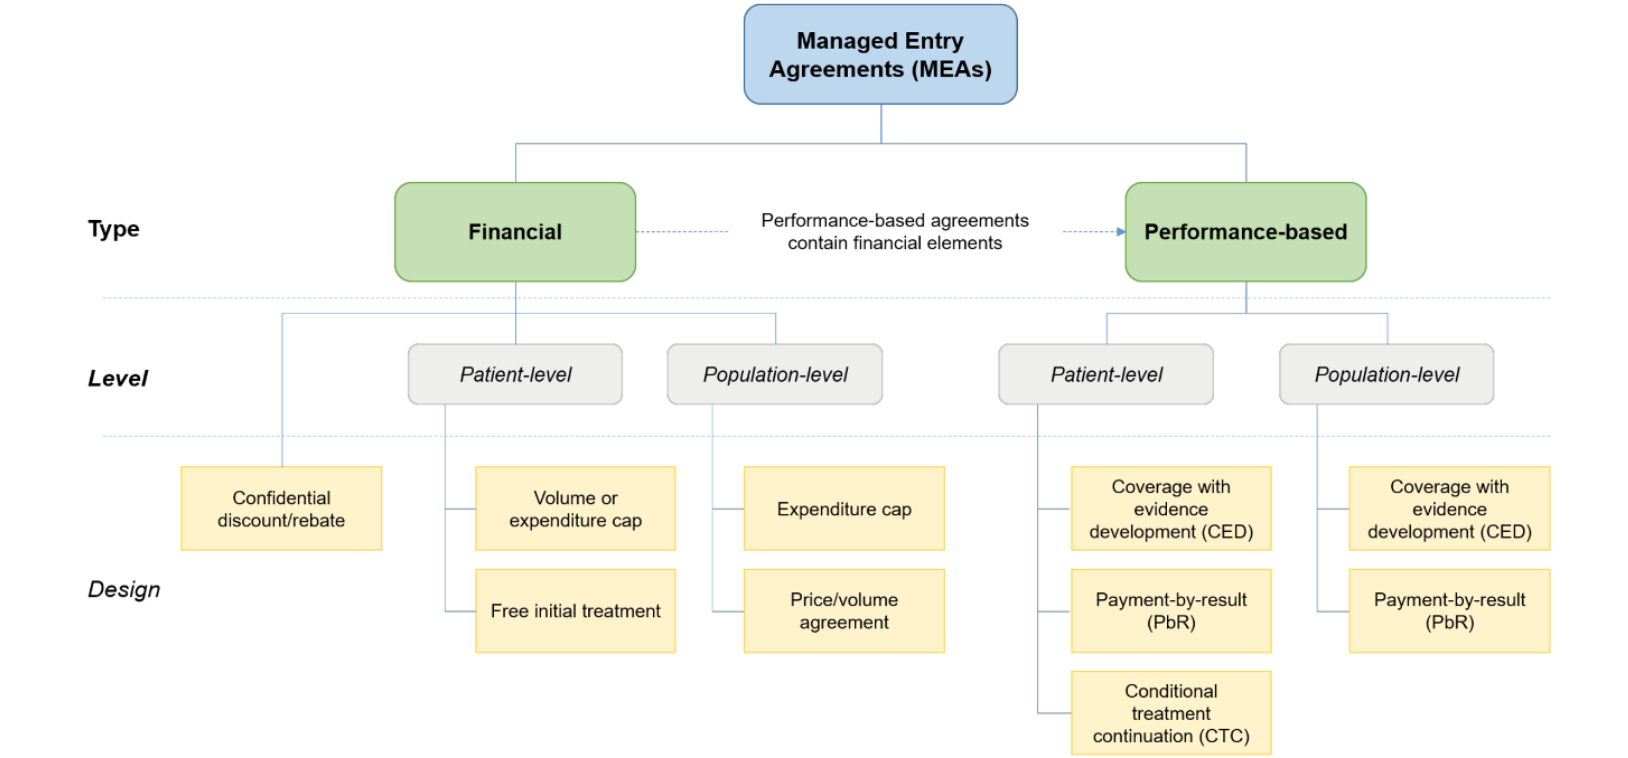 Managed Entry
Agreements (MEAs)
Type
Financial
Performance-based agreements
contain financial elements
Performance-based
Level
Patient-level
Population-level
Patient-level
Population-level
Design
Confidential
discount/rebate
Volume or
expenditure cap
Expenditure cap
Coverage with
evidence
development (CED)
Coverage with
evidence
development (CED)
Free initial treatment
Price/volume
agreement
Payment-by-result
(PbR)
Payment-by-result
(PbR)
Conditional
treatment
continuation (CTC)